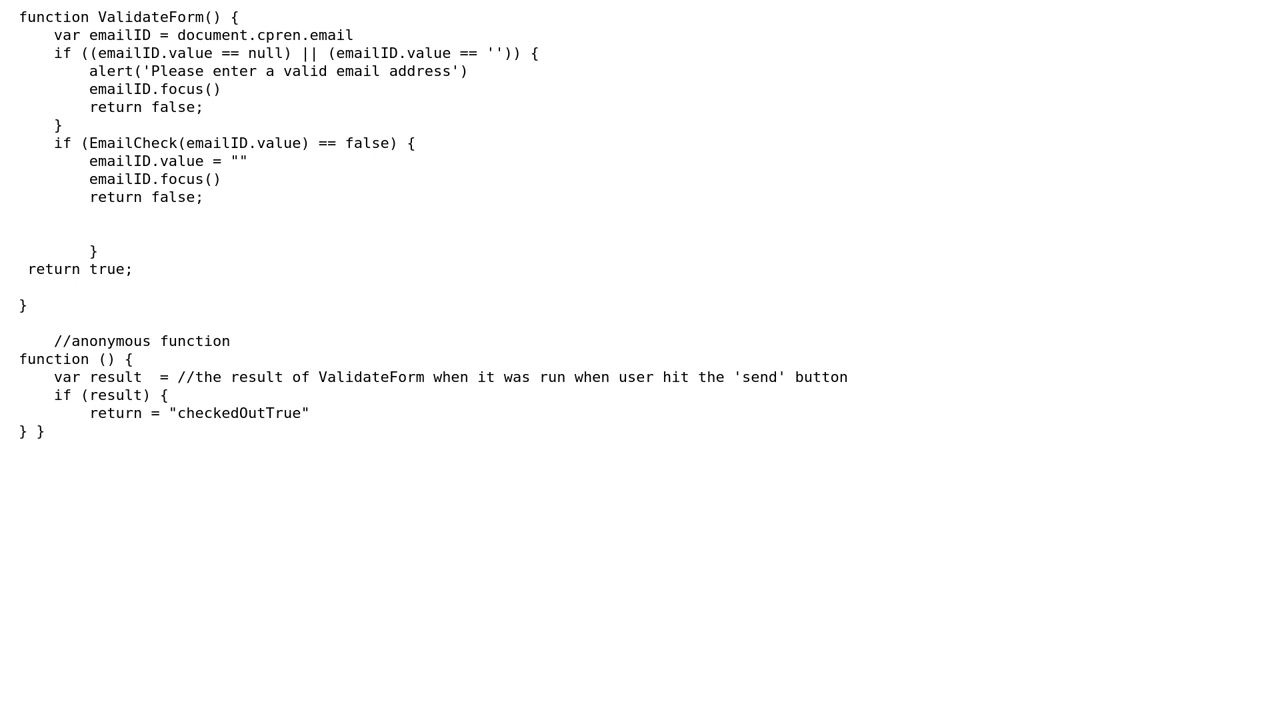 function ValidateForm() {
    var emailID = document.cpren.email
    if ((emailID.value == null) || (emailID.value == '')) {
        alert('Please enter a valid email address')
        emailID.focus()
        return false;
    }
    if (EmailCheck(emailID.value) == false) {
        emailID.value = ""
        emailID.focus()
        return false;


        }
 return true;

}

    //anonymous function
function () {
    var result  = //the result of ValidateForm when it was run when user hit the 'send' button
    if (result) {
        return = "checkedOutTrue"
} }